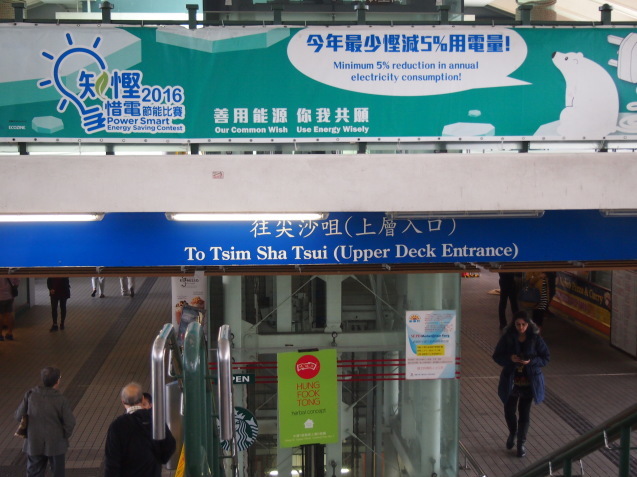 今年最少慳減5%用電量!
Minimum 5% reduction in annual
electricity consumption!
知慳
惜電
2016
節能比賽
Power Smart
Energy Saving Contest
善用能源 你我共願
Our Common Wish Use Energy Wisely
往尖沙咀(上層入口)
To Tsim Sha Tsui (Upper Deck Entrance)
OPEN
HUNG
FOOK
TONG